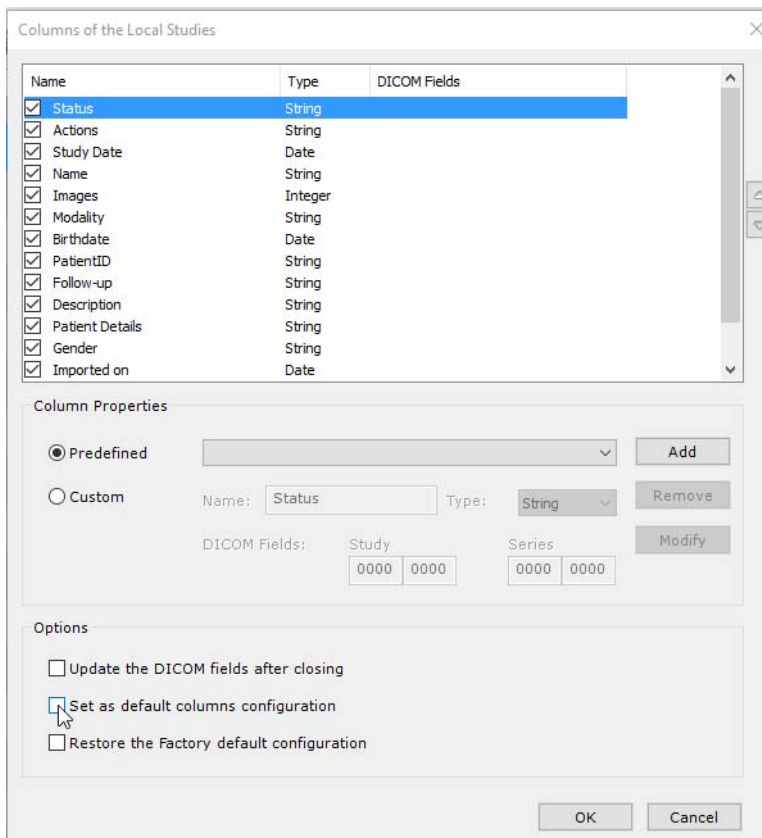 Columns of the Local Studies
Name Type DICOM Fields
Status String
Actions String
Study Date Date
Name String
Images Integer
Modality String
Birthdate Date
PatientID String
Follow-up String
Description String
Patient Details String
Gender String
Imported on Date
Column Properties
Predefined Add
Custom Name: Status Type: String Remove
DICOM Fields: Study Series Modify
0000 0000 0000 0000
Options
Update the DICOM fields after closing
Set as default columns configuration
Restore the Factory default configuration
OK Cancel